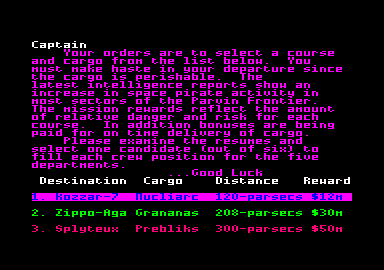 Captain
Your orders are to select a course
and cargo from the list below. You
must make haste in your departure since
the cargo is perishable. The
latest intelligence reports show an
increase in space pirate activity in
most sectors of the Parvin Frontier.
The mission rewards reflect the amount
of relative danger and risk for each
course. In addition bonuses are being
paid for on time delivery of cargo.
Please examine the resumes and
select one candidate (out of six) to
fill each crew position for the five
departments.
...Good Luck
Destination Cargo Distance Reward
1. Rozzar-7 Nucliarc 120-parsecs $12m
2. Zippo-Aga Grananas 208-parsecs $30m
3. Splyteux Prebliks 300-parsecs $50m